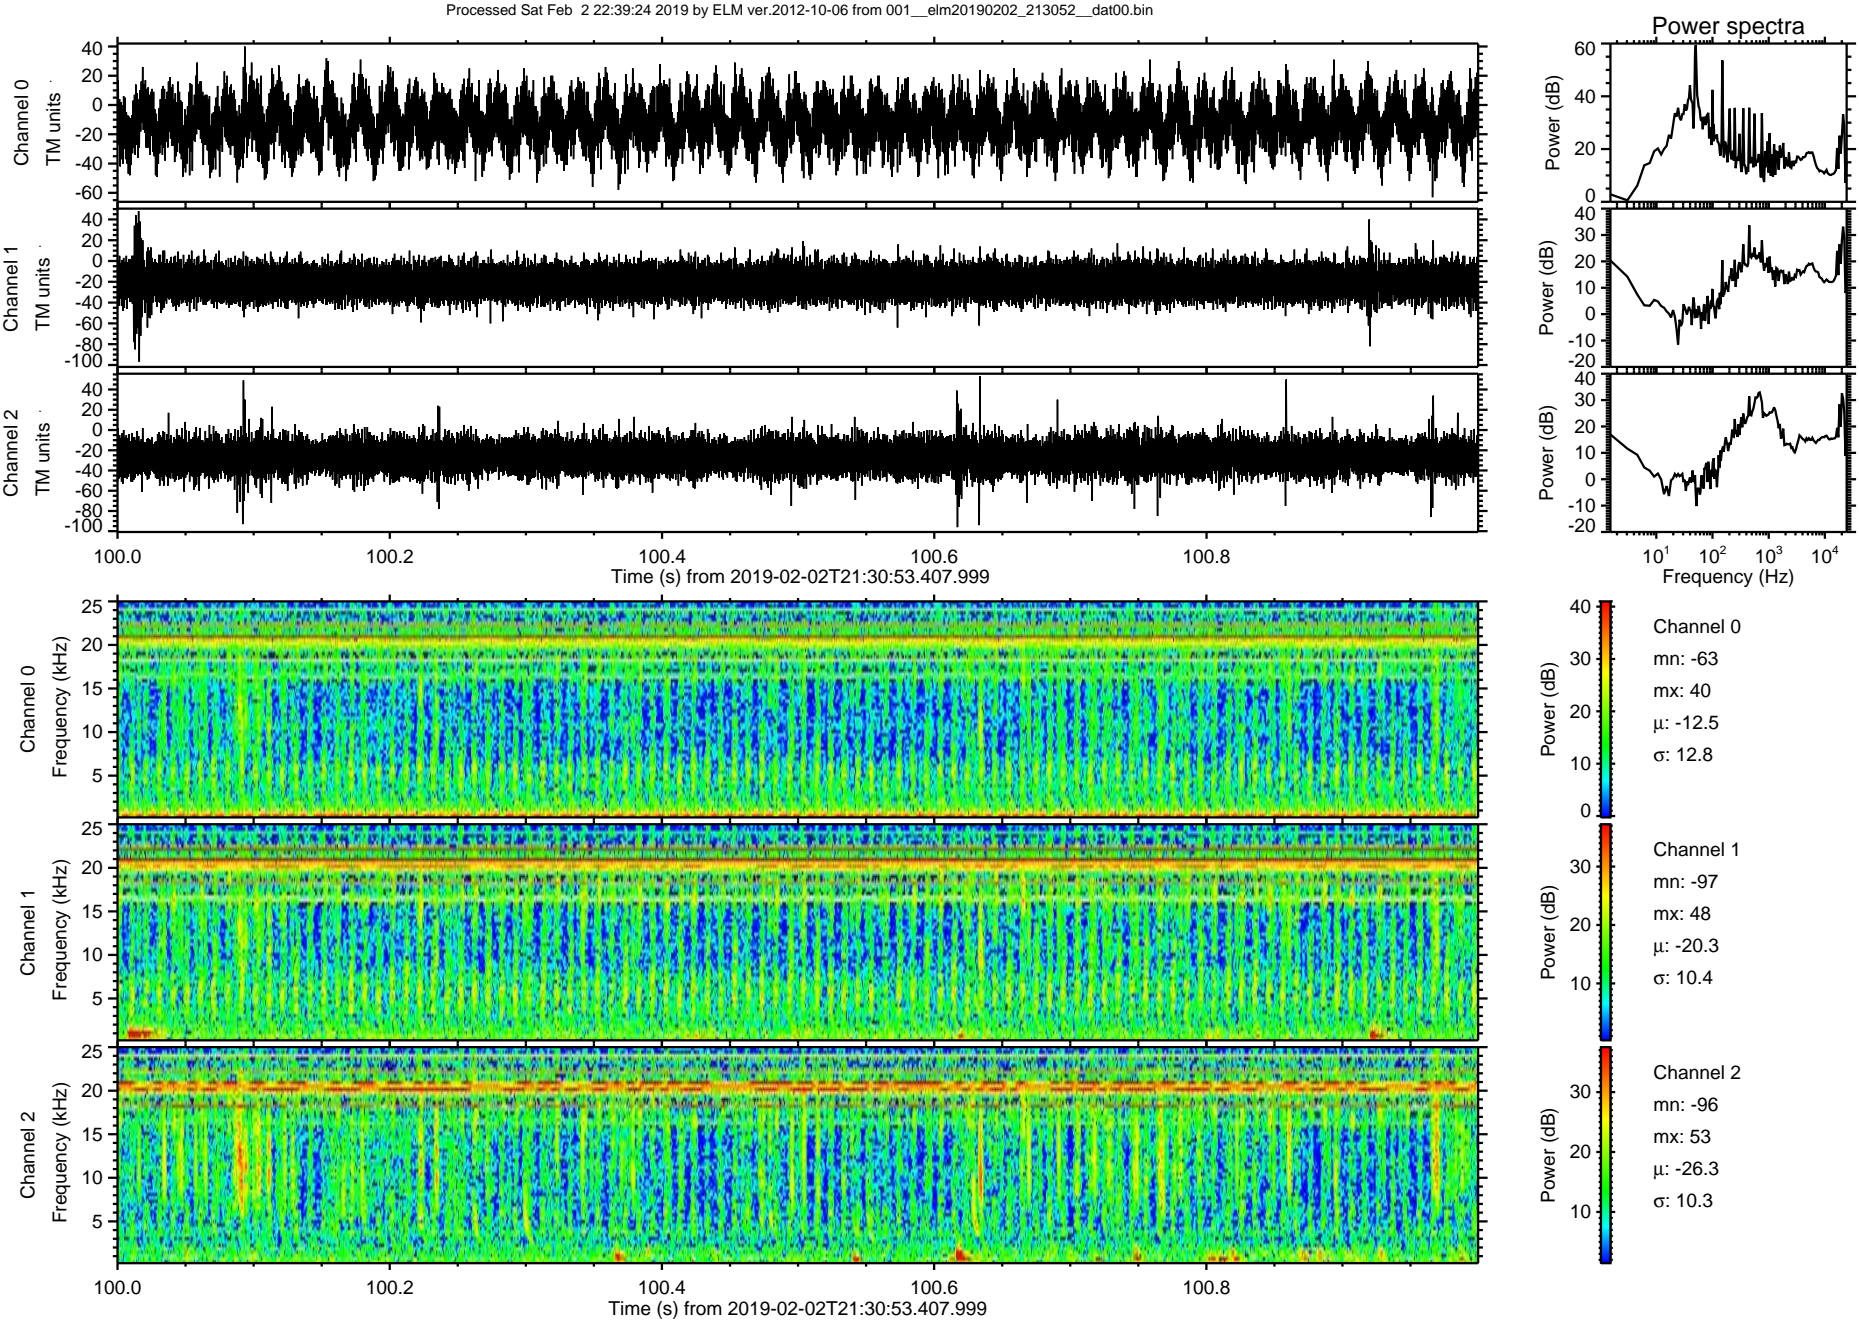 Processed Sat Feb  2 22:39:24 2019 by ELM ver.2012-10-06 from 001__elm20190202_213052__dat00.bin
Power spectra
Channel 0
TM units
40
20
0
-20
-40
-60
Power (dB)
60
40
20
0
Channel 1
TM units
40
20
0
-20
-40
-60
-80
-100
Power (dB)
40
30
20
10
0
-10
-20
Channel 2
TM units
40
20
0
-20
-40
-60
-80
-100
Power (dB)
40
30
20
10
0
-10
-20
100.0 100.2 100.4 100.6 100.8
Time (s) from 2019-02-02T21:30:53.407.999
10^1 10^2 10^3 10^4
Frequency (Hz)
Channel 0
Frequency (kHz)
25
20
15
10
5
Power (dB)
40
30
20
10
0
Channel 0
mn: -63
mx: 40
μ: -12.5
σ: 12.8
Channel 1
Frequency (kHz)
25
20
15
10
5
Power (dB)
30
20
10
Channel 1
mn: -97
mx: 48
μ: -20.3
σ: 10.4
Channel 2
Frequency (kHz)
25
20
15
10
5
Power (dB)
30
20
10
Channel 2
mn: -96
mx: 53
μ: -26.3
σ: 10.3
100.0 100.2 100.4 100.6 100.8
Time (s) from 2019-02-02T21:30:53.407.999